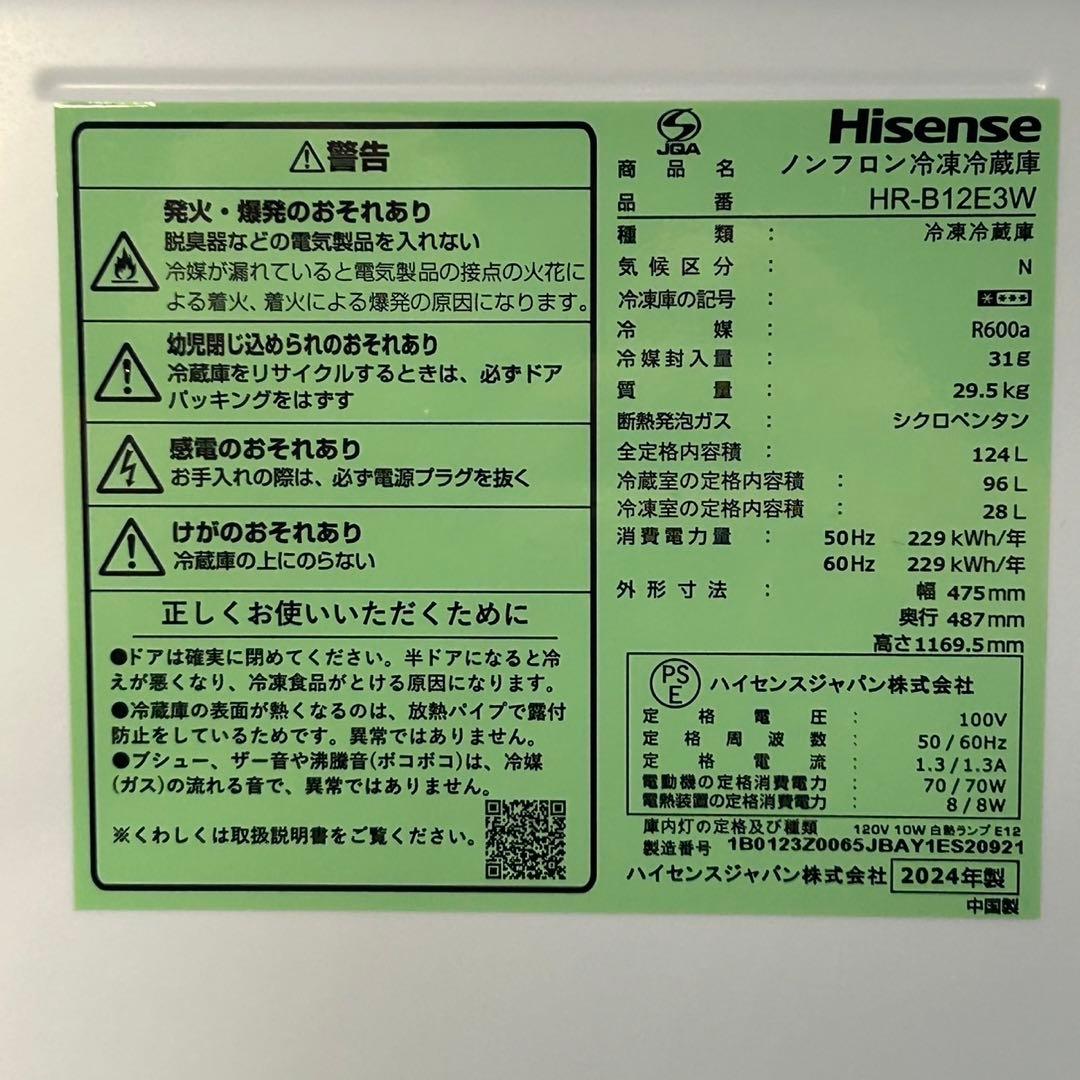 ⚠警告
発火・爆発のおそれあり
脱臭器などの電気製品を入れない
冷媒が漏れていると電気製品の接点の火花に
よる着火、着火による爆発の原因になります。
幼児閉じ込められのおそれあり
冷蔵庫をリサイクルするときは、必ずドア
パッキングをはずす
感電のおそれあり
お手入れの際は、必ず電源プラグを抜く
けがのおそれあり
冷蔵庫の上にのらない
正しくお使いいただくために
●ドアは確実に閉めてください。半ドアになると冷
えが悪くなり、冷凍食品がとける原因になります。
●冷蔵庫の表面が熱くなるのは、放熱パイプで露付
防止をしているためです。異常ではありません。
●ブシュー、ザー音や沸騰音(ボコボコ)は、冷媒
(ガス)の流れる音で、異常ではありません。
※くわしくは取扱説明書をご覧ください。
JQA
Hisense
商品名 ノンフロン冷凍冷蔵庫
品番 HR-B12E3W
種類: 冷凍冷蔵庫
気候区分: N
冷凍庫の記号: ****
冷媒: R600a
冷媒封入量: 31g
質量: 29.5kg
断熱発泡ガス: シクロペンタン
全定格内容積: 124L
冷蔵室の定格内容積: 96L
冷凍室の定格内容積: 28L
消費電力量: 50Hz 229kWh/年
60Hz 229kWh/年
外形寸法: 幅 475mm
奥行 487mm
高さ1169.5mm
PSE ハイセンスジャパン株式会社
定格電圧: 100V
定格周波数: 50/60Hz
定格電流: 1.3/1.3A
電動機の定格消費電力: 70/70W
電熱装置の定格消費電力: 8/8W
庫内灯の定格及び種類 120V 10W 白熱ランプ E12
製造番号 1B0123Z0065JBAY1ES20921
ハイセンスジャパン株式会社 2024年製
中国製